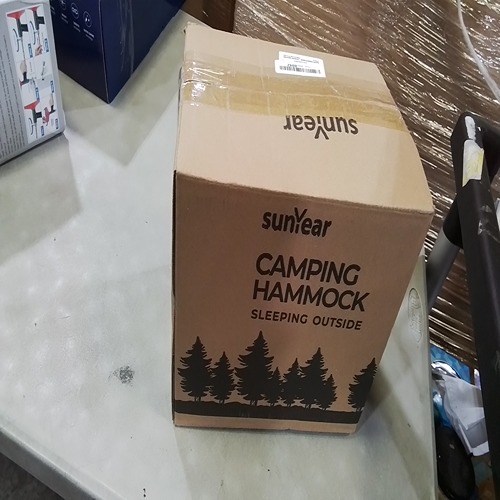 sunYear
sunYear
CAMPING
HAMMOCK
SLEEPING OUTSIDE